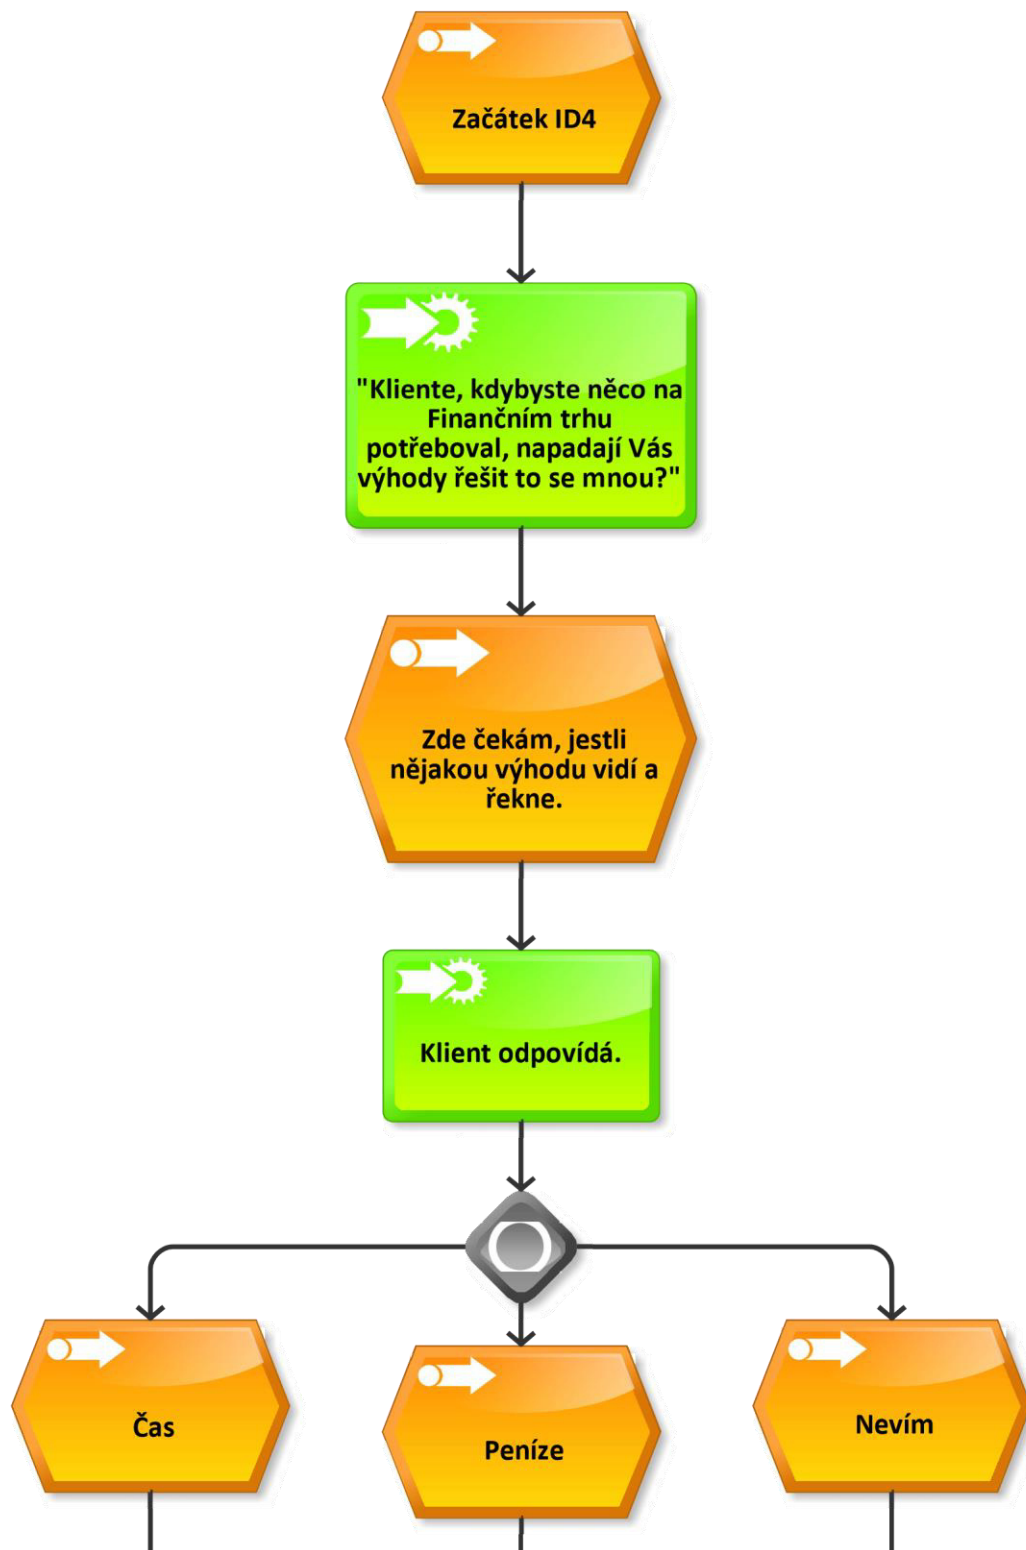 Začátek ID4
"Kliente, kdybyste něco na
Finančním trhu
potřeboval, napadají Vás
výhody řešit to se mnou?"
Zde čekám, jestli
nějakou výhodu vidí a
řekne.
Klient odpovídá.
Čas
Peníze
Nevím